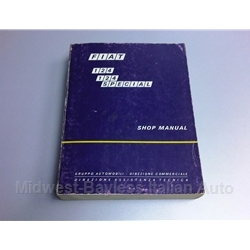 FIAT
124
124
SPECIAL
SHOP MANUAL
Midwest-Bayless Italian Auto
GRUPPO AUTOMOBILI - DIREZIONE COMMERCIALE
DIREZIONE ASSISTENZA TECNICA